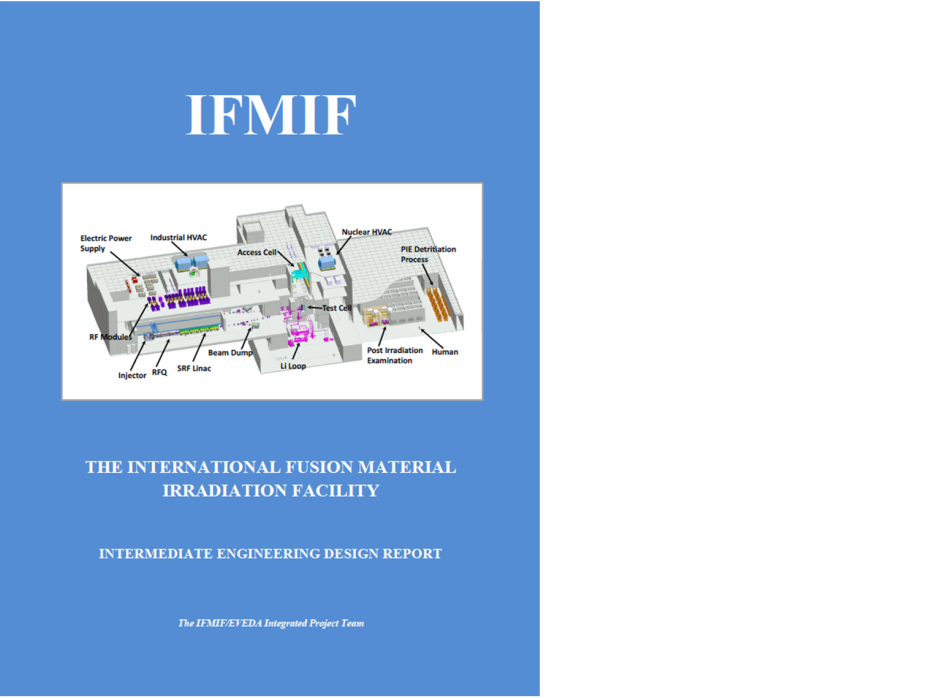 IFMIF
Electric Power
Supply
Industrial HVAC
Access Cell
Nuclear HVAC
PIE Detritiation
Process
RF Modules
Test Cell
Injector
RFQ
SRF Linac
Beam Dump
Li Loop
Post Irradiation
Examination
Human
THE INTERNATIONAL FUSION MATERIAL
IRRADIATION FACILITY
INTERMEDIATE ENGINEERING DESIGN REPORT
The IFMIF/EVEDA Integrated Project Team